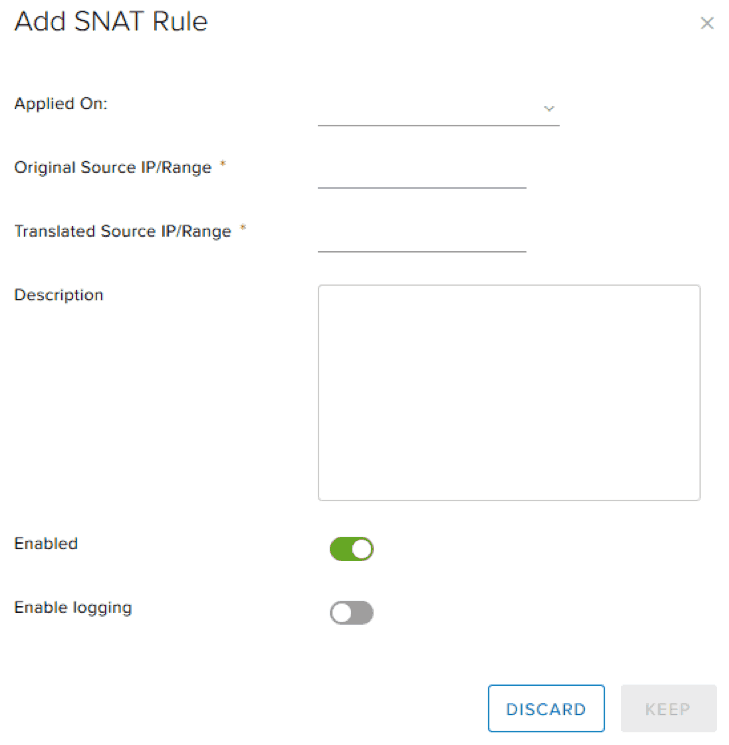 Add SNAT Rule
Applied On:
Original Source IP/Range *
Translated Source IP/Range *
Description
Enabled
Enable logging
DISCARD KEEP